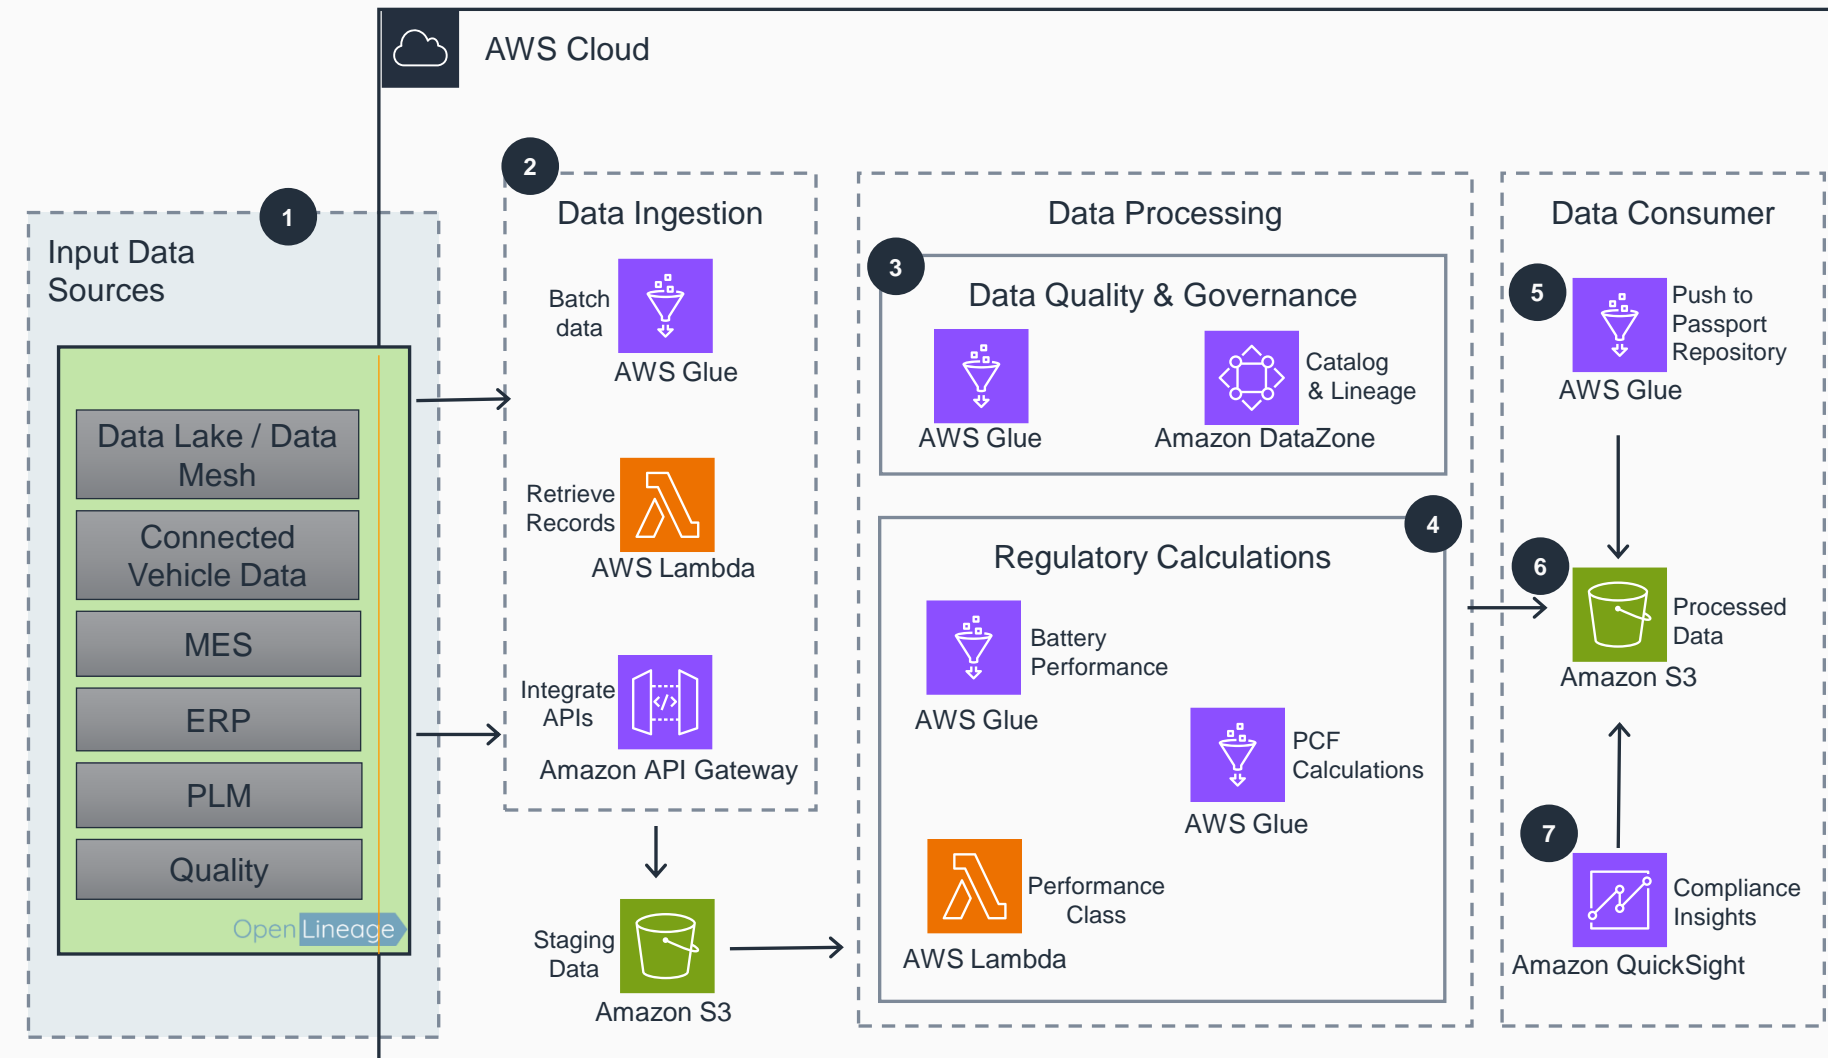 AWS Cloud
1
Input Data
Sources
Data Lake / Data
Mesh
Connected
Vehicle Data
MES
ERP
PLM
Quality
OpenLineage
2
Data Ingestion
Batch
data
AWS Glue
Retrieve
Records
AWS Lambda
Integrate
APIs
Amazon API Gateway
Staging
Data
Amazon S3
Data Processing
3
Data Quality & Governance
AWS Glue
Catalog
& Lineage
Amazon DataZone
4
Regulatory Calculations
Battery
Performance
AWS Glue
PCF
Calculations
AWS Glue
Performance
Class
AWS Lambda
Data Consumer
5
Push to
Passport
Repository
AWS Glue
6
Processed
Data
Amazon S3
7
Compliance
Insights
Amazon QuickSight